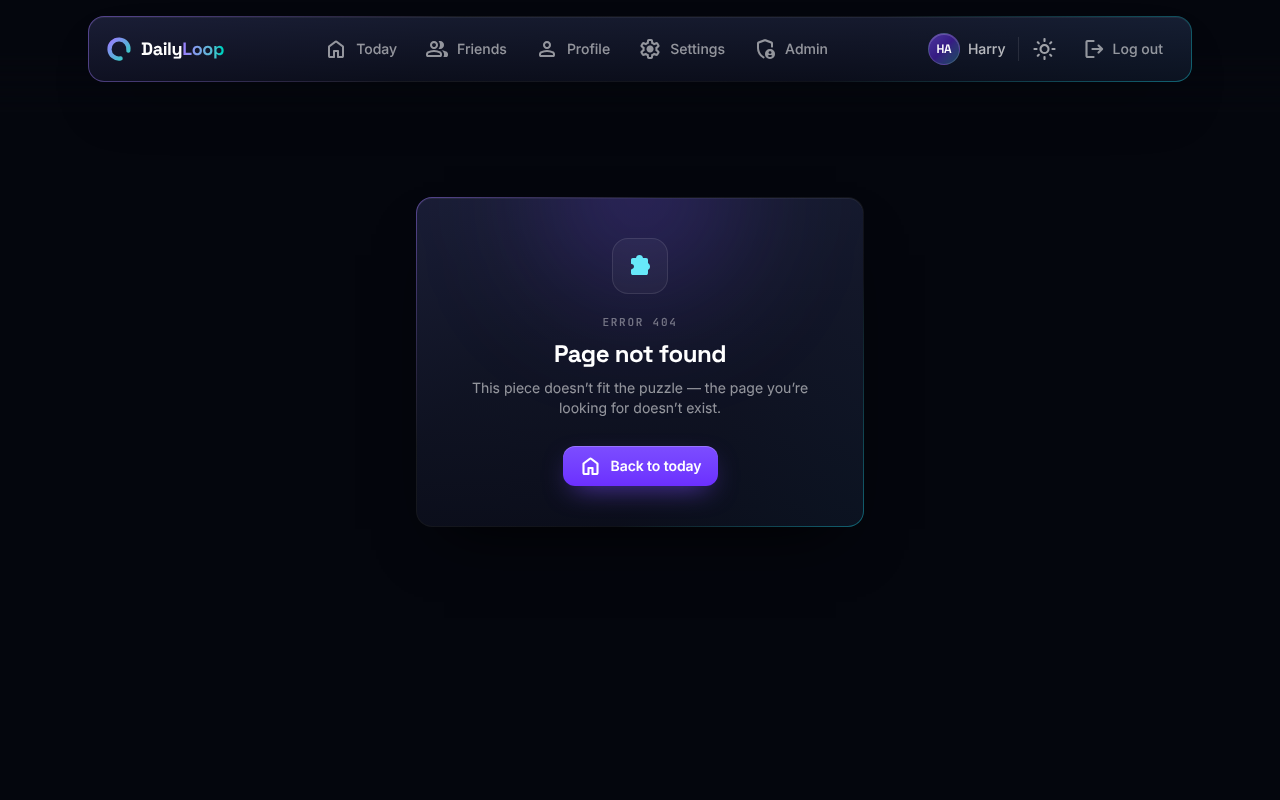 DailyLoop
Today
Friends
Profile
Settings
Admin
HA
Harry
Log out
ERROR 404
Page not found
This piece doesn’t fit the puzzle — the page you’re
looking for doesn’t exist.
Back to today